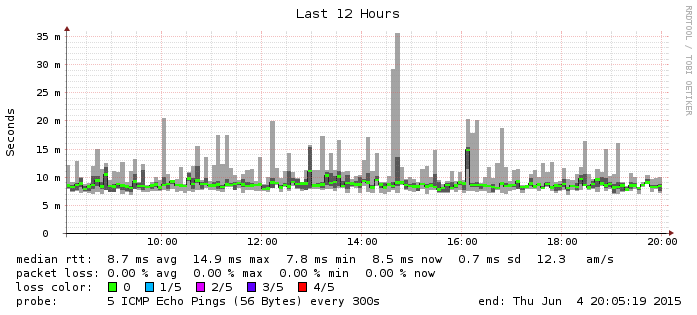 Last 12 Hours
RRDTOOL / TOBI OETIKER
Seconds
35 m
30 m
25 m
20 m
15 m
10 m
5 m
0
10:00 12:00 14:00 16:00 18:00 20:00
median rtt: 8.7 ms avg 14.9 ms max 7.8 ms min 8.5 ms now 0.7 ms sd 12.3 am/s
packet loss: 0.00 % avg 0.00 % max 0.00 % min 0.00 % now
loss color: 0 1/5 2/5 3/5 4/5
probe: 5 ICMP Echo Pings (56 Bytes) every 300s end: Thu Jun 4 20:05:19 2015